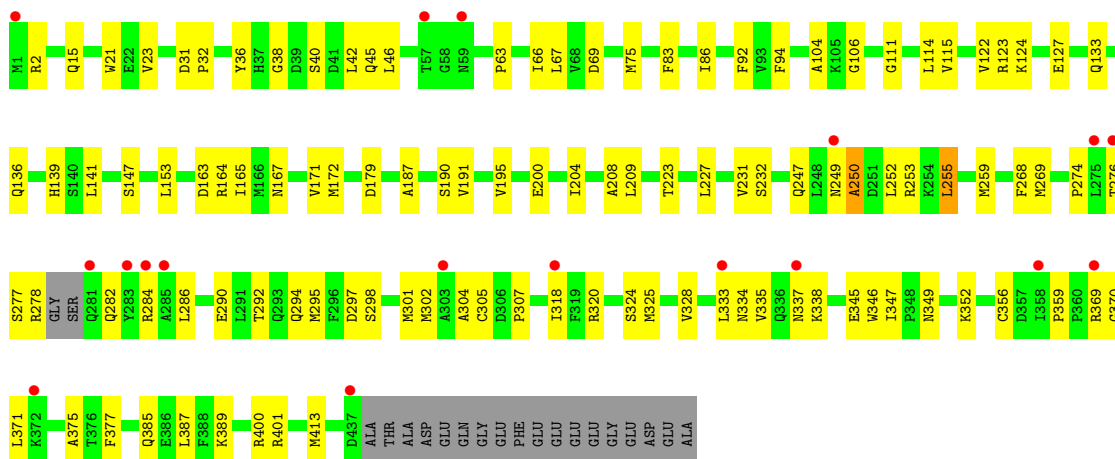 M1 R2 Q15 W21 E22 V23 D31 P32 Y36 H37 G38 D39 S40 D41 L42 Q45 L46 T57 G58 N59 P63 I66 L67 V68 D69 M75 F83 I86 F92 V93 F94 A104 K105 G106 G111 L114 V115 V122 R123 K124 E127 Q133
Q136 H139 S140 L141 S147 L153 D163 R164 I165 M166 N167 V171 M172 D179 A187 S190 V191 V195 E200 I204 A208 L209 T223 L227 V231 S232 Q247 L248 N249 A250 D251 L252 R253 K254 L255 M259 F268 M269 P274 L275 T276
S277 R278 GLY SER Q281 Q282 Y283 R284 A285 L286 E290 L291 T292 Q293 Q294 M295 F296 D297 S298 M301 M302 A303 A304 C305 D306 P307 I318 F319 R320 S324 M325 V328 L333 N334 V335 Q336 N337 K338 E345 W346 I347 P348 N349 K352 C356 D357 I358 P359 P360 R369 G370
L371 K372 A375 T376 F377 Q385 E386 L387 F388 K389 R400 R401 M413 D437 ALA THR ALA ASP GLU GLN GLY GLU GLU PHE GLU GLU GLU GLU GLY GLU ASP GLU ALA